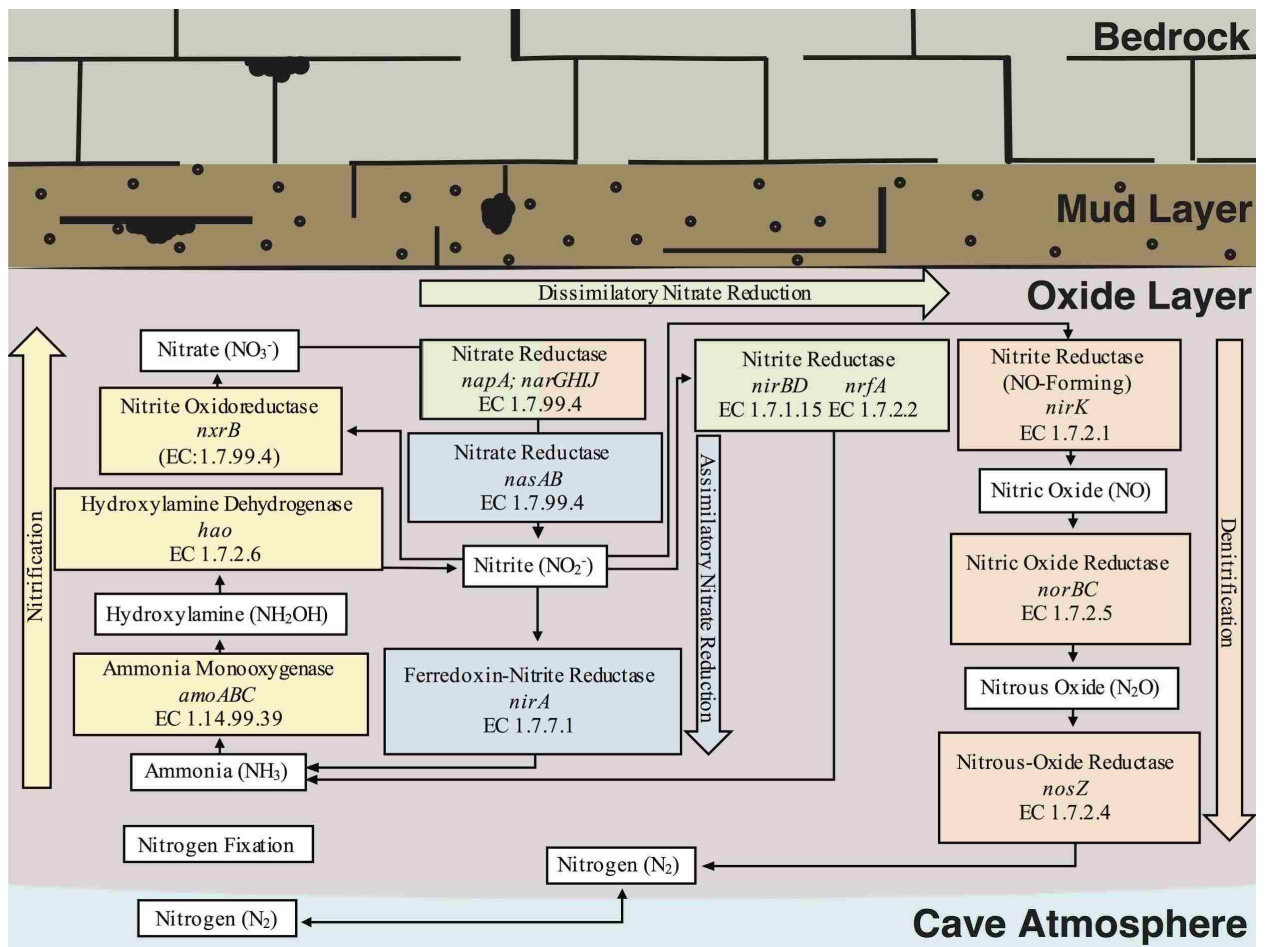 Bedrock
Mud Layer
Oxide Layer
Dissimilatory Nitrate Reduction
Nitrification
Nitrate (NO₃⁻)
Nitrite Oxidoreductase
nxrB
(EC:1.7.99.4)
Hydroxylamine Dehydrogenase
hao
EC 1.7.2.6
Hydroxylamine (NH₂OH)
Ammonia Monooxygenase
amoABC
EC 1.14.99.39
Ammonia (NH₃)
Nitrogen Fixation
Nitrogen (N₂)
Nitrate Reductase
napA; narGHIJ
EC 1.7.99.4
Nitrate Reductase
nasAB
EC 1.7.99.4
Nitrite (NO₂⁻)
Ferredoxin-Nitrite Reductase
nirA
EC 1.7.7.1
Nitrogen (N₂)
Nitrite Reductase
nirBD nrfA
EC 1.7.1.15 EC 1.7.2.2
Assimilatory Nitrate Reduction
Nitrite Reductase
(NO-Forming)
nirK
EC 1.7.2.1
Nitric Oxide (NO)
Nitric Oxide Reductase
norBC
EC 1.7.2.5
Nitrous Oxide (N₂O)
Nitrous-Oxide Reductase
nosZ
EC 1.7.2.4
Denitrification
Cave Atmosphere